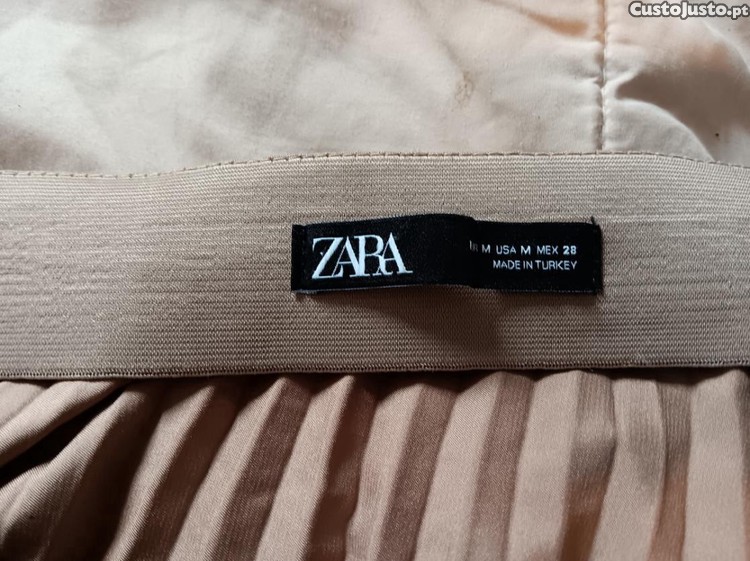 CustoJusto.pt
ZARA
M USA M MEX 28
MADE IN TURKEY